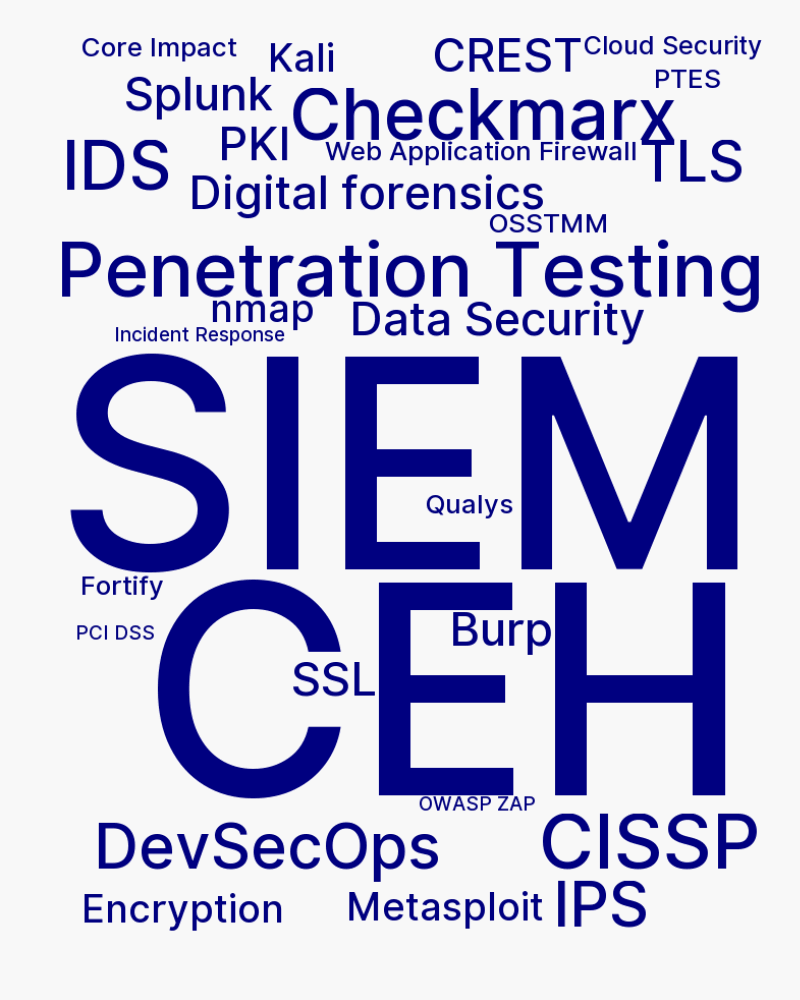 Core Impact
Kali
CREST
Cloud Security
PTES
Splunk
Checkmarx
IDS
PKI
Web Application Firewall
TLS
Digital forensics
OSSTMM
Penetration Testing
nmap
Data Security
Incident Response
SIEM
Qualys
Fortify
CEH
Burp
PCI DSS
SSL
OWASP ZAP
DevSecOps
CISSP
Encryption
Metasploit
IPS